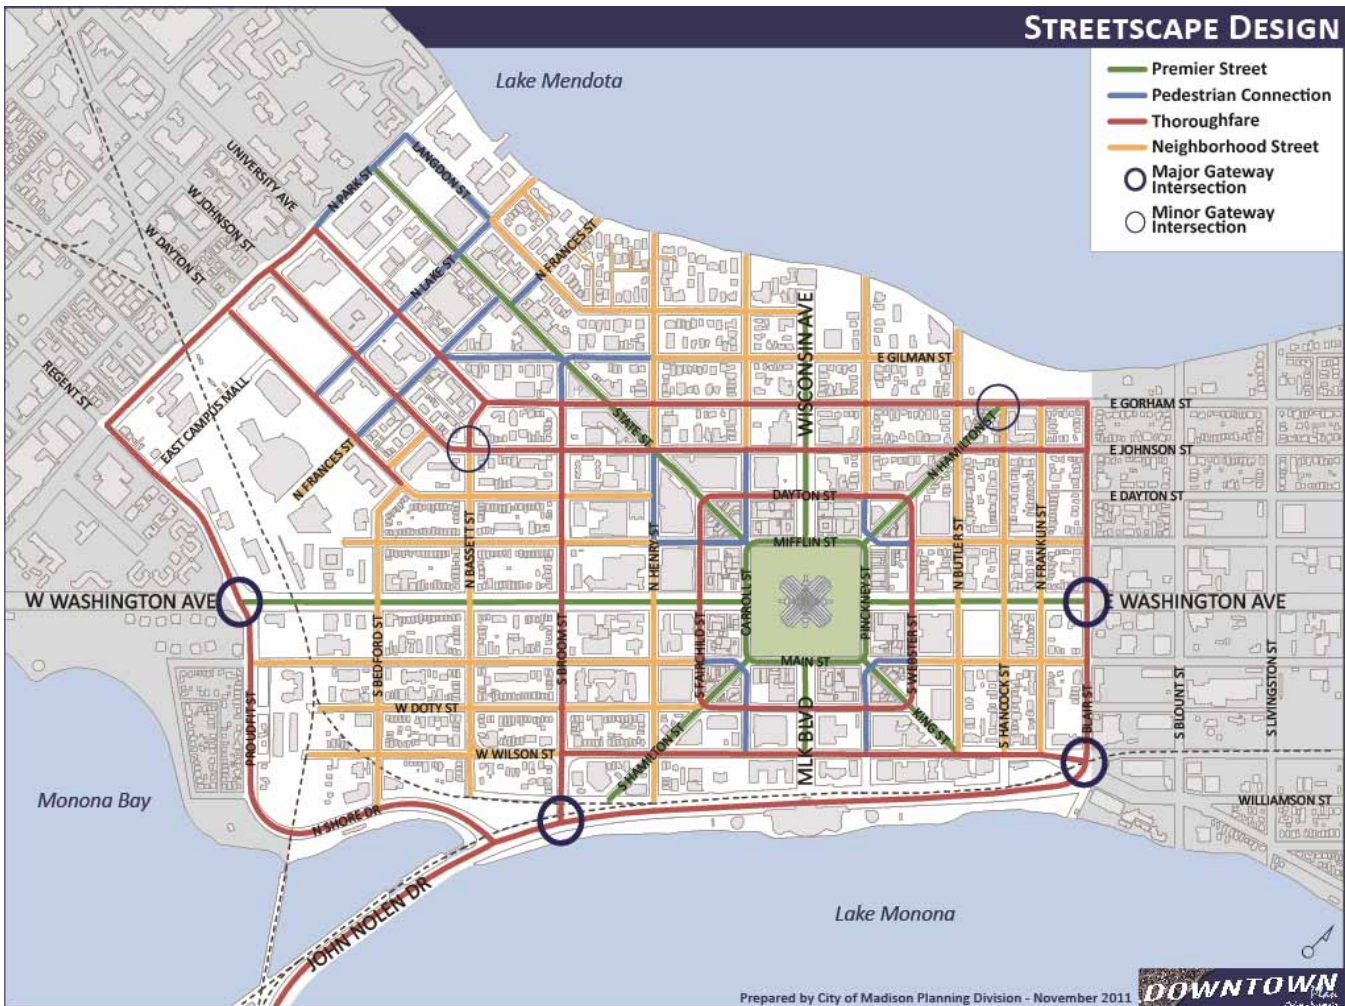 STREETSCAPE DESIGN
Premier Street
Pedestrian Connection
Thoroughfare
Neighborhood Street
Major Gateway
Intersection
Minor Gateway
Intersection
Lake Mendota
UNIVERSITY AVE
W JOHNSON ST
W DAYTON ST
N PARK ST
LANGDON ST
N LAKE ST
N FRANCES ST
REGENT ST
EAST CAMPUS MALL
N FRANCES ST
STATE ST
WISCONSIN AVE
E GILMAN ST
N HAMILTON ST
E GORHAM ST
E JOHNSON ST
E DAYTON ST
DAYTON ST
MIFFLIN ST
N BASSETT ST
N HENRY ST
CARROLL ST
PINCKNEY ST
N BUTLER ST
N FRANKLIN ST
W WASHINGTON AVE
E WASHINGTON AVE
MAIN ST
S BEDFORD ST
S BROOM ST
S FAIRCHILD ST
S WEBSTER ST
S HANCOCK ST
S BLAIR ST
S BLOUNT ST
S LIVINGSTON ST
PROUDFIT ST
W DOTY ST
W WILSON ST
S HAMILTON ST
MLK BLVD
KING ST
WILLIAMSON ST
Monona Bay
N SHORE DR
JOHN NOLEN DR
Lake Monona
Prepared by City of Madison Planning Division - November 2011
DOWNTOWN
Plan